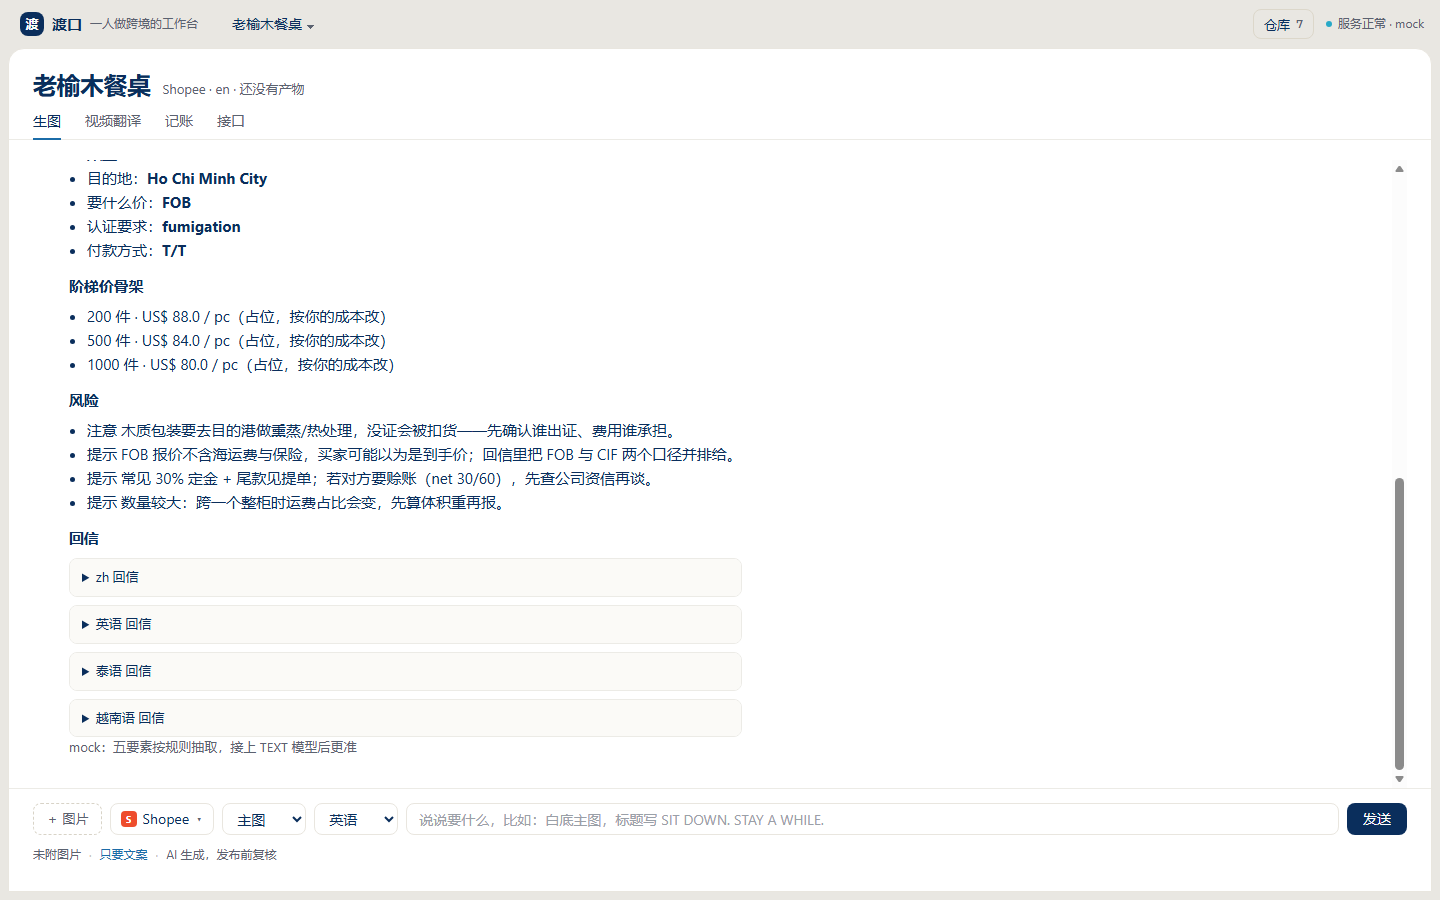 渡 渡口 一人做跨境的工作台 老榆木餐桌 仓库 7 服务正常 · mock
老榆木餐桌 Shopee · en · 还没有产物
生图 视频翻译 记账 接口
目的地：Ho Chi Minh City
要什么价：FOB
认证要求：fumigation
付款方式：T/T
阶梯价骨架
200 件 · US$ 88.0 / pc（占位，按你的成本改）
500 件 · US$ 84.0 / pc（占位，按你的成本改）
1000 件 · US$ 80.0 / pc（占位，按你的成本改）
风险
注意 木质包装要去目的港做熏蒸/热处理，没证会被扣货——先确认谁出证、费用谁承担。
提示 FOB 报价不含海运费与保险，买家可能以为是到手价；回信里把 FOB 与 CIF 两个口径并排给。
提示 常见 30% 定金 + 尾款见提单；若对方要赊账（net 30/60），先查公司资信再谈。
提示 数量较大：跨一个整柜时运费占比会变，先算体积重再报。
回信
zh 回信
英语 回信
泰语 回信
越南语 回信
mock：五要素按规则抽取，接上 TEXT 模型后更准
+ 图片 S Shopee 主图 英语 说说要什么，比如：白底主图，标题写 SIT DOWN. STAY A WHILE. 发送
未附图片 · 只要文案 · AI 生成，发布前复核